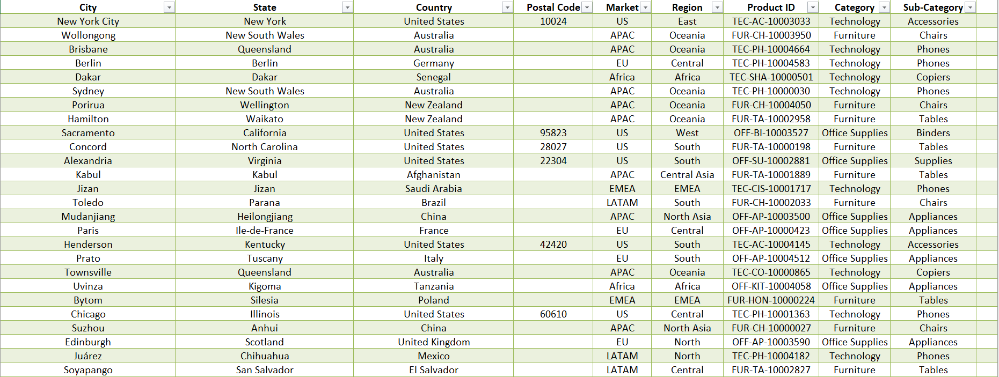 City State Country Postal Code Market Region Product ID Category Sub-Category
New York City New York United States 10024 US East TEC-AC-10003033 Technology Accessories
Wollongong New South Wales Australia APAC Oceania FUR-CH-10003950 Furniture Chairs
Brisbane Queensland Australia APAC Oceania TEC-PH-10004664 Technology Phones
Berlin Berlin Germany EU Central TEC-PH-10004583 Technology Phones
Dakar Dakar Senegal Africa Africa TEC-SHA-10000501 Technology Copiers
Sydney New South Wales Australia APAC Oceania TEC-PH-10000030 Technology Phones
Porirua Wellington New Zealand APAC Oceania FUR-CH-10004050 Furniture Chairs
Hamilton Waikato New Zealand APAC Oceania FUR-TA-10002958 Furniture Tables
Sacramento California United States 95823 US West OFF-BI-10003527 Office Supplies Binders
Concord North Carolina United States 28027 US South FUR-TA-10000198 Furniture Tables
Alexandria Virginia United States 22304 US South OFF-SU-10002881 Office Supplies Supplies
Kabul Kabul Afghanistan APAC Central Asia FUR-TA-10001889 Furniture Tables
Jizan Jizan Saudi Arabia EMEA EMEA TEC-CIS-10001717 Technology Phones
Toledo Parana Brazil LATAM South FUR-CH-10002033 Furniture Chairs
Mudanjiang Heilongjiang China APAC North Asia OFF-AP-10003500 Office Supplies Appliances
Paris Ile-de-France France EU Central OFF-AP-10000423 Office Supplies Appliances
Henderson Kentucky United States 42420 US South TEC-AC-10004145 Technology Accessories
Prato Tuscany Italy EU South OFF-AP-10004512 Office Supplies Appliances
Townsville Queensland Australia APAC Oceania TEC-CO-10000865 Technology Copiers
Uvinza Kigoma Tanzania Africa Africa OFF-KIT-10004058 Office Supplies Appliances
Bytom Silesia Poland EMEA EMEA FUR-HON-10000224 Furniture Tables
Chicago Illinois United States 60610 US Central TEC-PH-10001363 Technology Phones
Suzhou Anhui China APAC North Asia FUR-CH-10000027 Furniture Chairs
Edinburgh Scotland United Kingdom EU North OFF-AP-10003590 Office Supplies Appliances
Juárez Chihuahua Mexico LATAM North TEC-PH-10004182 Technology Phones
Soyapango San Salvador El Salvador LATAM Central FUR-TA-10002827 Furniture Tables